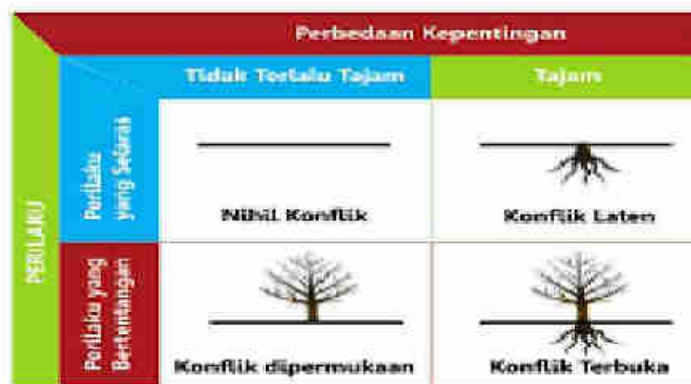 Perbedaan Kepentingan
Tidak Terlalu Tajam
Tajam
PERILAKU
Perilaku
yang Selaras
Nihil Konflik
Konflik Laten
Perilaku yang
Bertentangan
Konflik dipermukaan
Konflik Terbuka